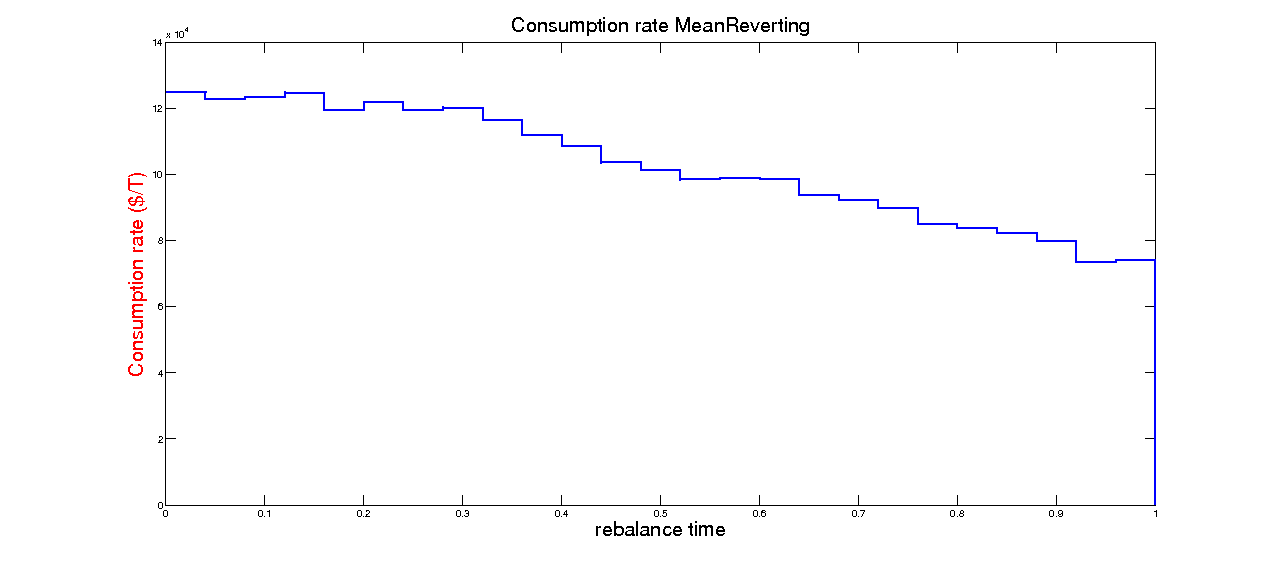 Consumption rate MeanReverting
x 10^4
14
12
10
8
6
4
2
0
Consumption rate ($/T)
0 0.1 0.2 0.3 0.4 0.5 0.6 0.7 0.8 0.9 1
rebalance time